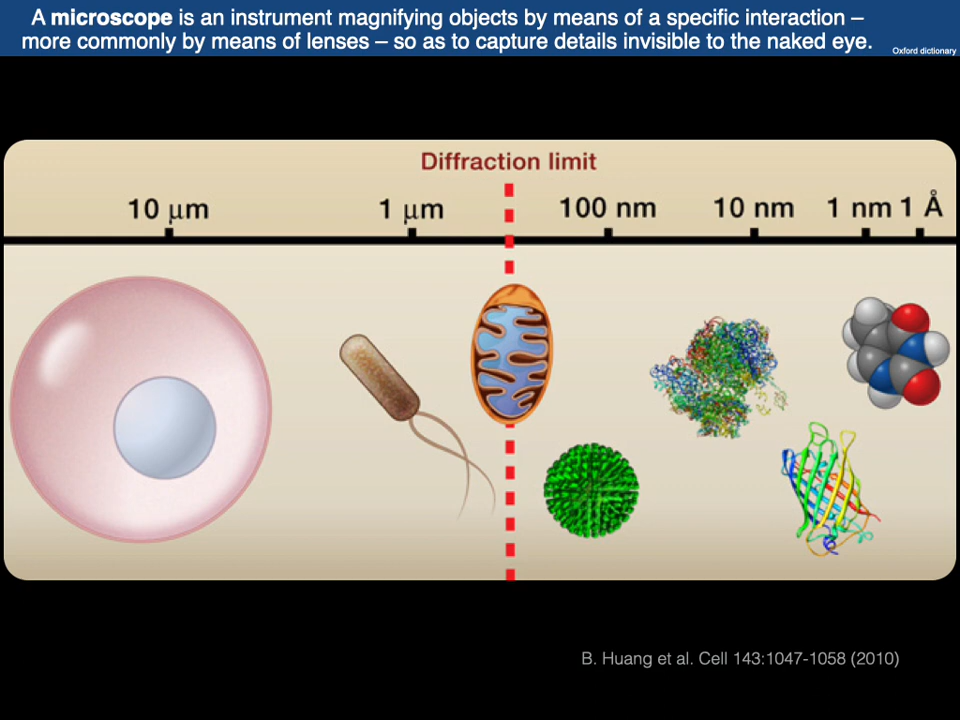 A microscope is an instrument magnifying objects by means of a specific interaction –
more commonly by means of lenses – so as to capture details invisible to the naked eye.
Oxford dictionary
Diffraction limit
10 μm 1 μm 100 nm 10 nm 1 nm 1 Å
B. Huang et al. Cell 143:1047-1058 (2010)